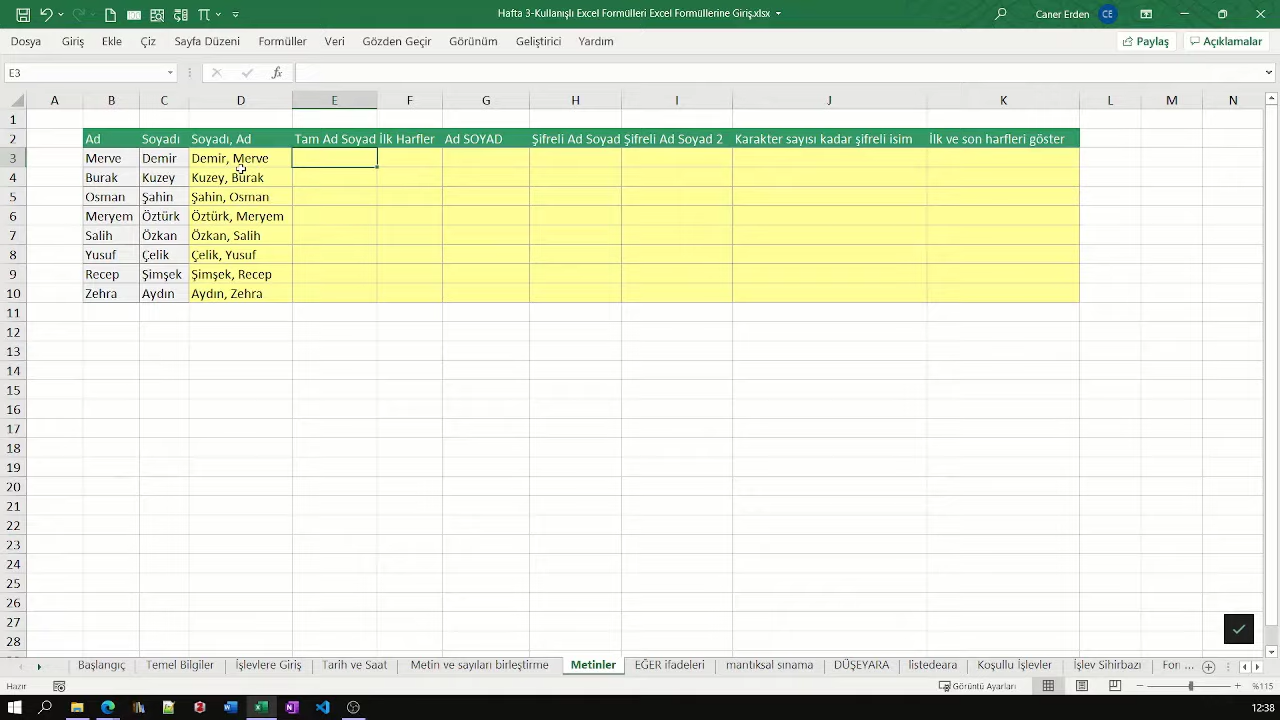 Hafta 3-Kullanışlı Excel Formülleri Excel Formüllerine Giriş.xlsx
Caner Erden CE
Dosya Giriş Ekle Çiz Sayfa Düzeni Formüller Veri Gözden Geçir Görünüm Geliştirici Yardım Paylaş Açıklamalar
E3 fx
A B C D E F G H I J K L M N
1
2 Ad Soyadı Soyadı, Ad Tam Ad Soyad İlk Harfler Ad SOYAD Şifreli Ad Soyad Şifreli Ad Soyad 2 Karakter sayısı kadar şifreli isim İlk ve son harfleri göster
3 Merve Demir Demir, Merve
4 Burak Kuzey Kuzey, Burak
5 Osman Şahin Şahin, Osman
6 Meryem Öztürk Öztürk, Meryem
7 Salih Özkan Özkan, Salih
8 Yusuf Çelik Çelik, Yusuf
9 Recep Şimşek Şimşek, Recep
10 Zehra Aydın Aydın, Zehra
11
12
13
14
15
16
17
18
19
20
21
22
23
24
25
26
27
28
Başlangıç Temel Bilgiler İşlevlere Giriş Tarih ve Saat Metin ve sayıları birleştirme Metinler EĞER ifadeleri mantıksal sınama DÜŞEYARA listedeara Koşullu İşlevler İşlev Sihirbazı For ...
Hazır Görüntü Ayarları %115
12:38